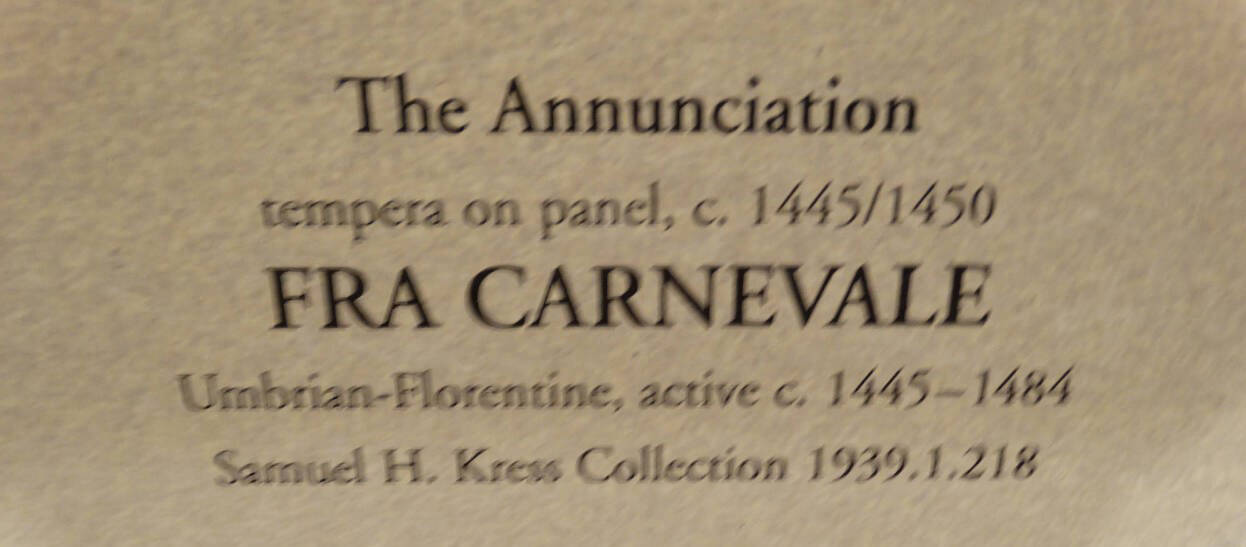 The Annunciation
tempera on panel, c. 1445/1450
FRA CARNEVALE
Umbrian-Florentine, active c. 1445–1484
Samuel H. Kress Collection 1939.1.218